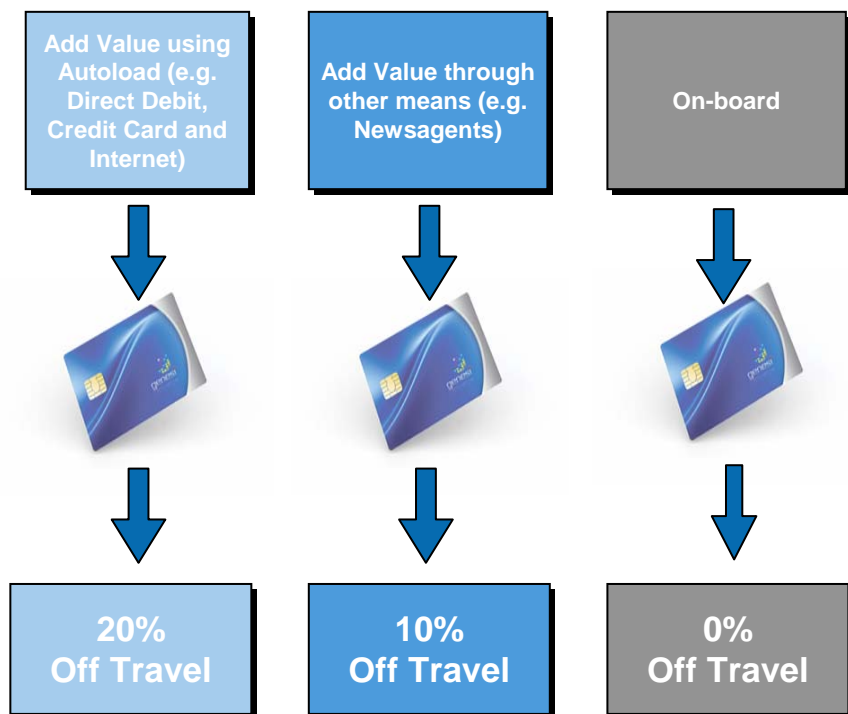 Add Value using
Autoload (e.g.
Direct Debit,
Credit Card and
Internet)
Add Value through
other means (e.g.
Newsagents)
On-board
20%
Off Travel
10%
Off Travel
0%
Off Travel